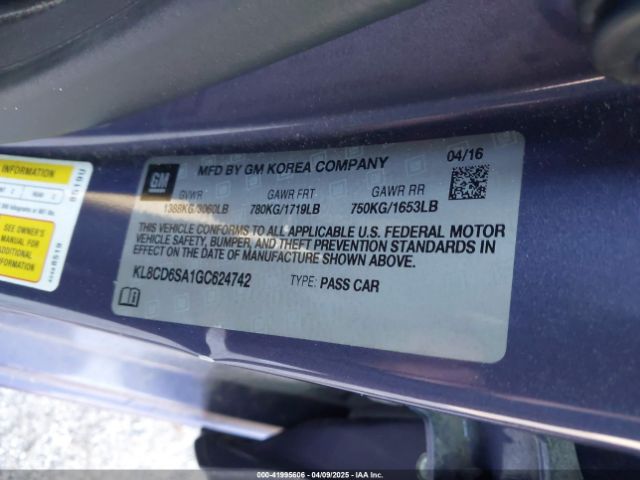 INFORMATION
8519U
SEE OWNER'S
MANUAL FOR
ADDITIONAL
INFORMATION
GM
MFD BY GM KOREA COMPANY
04/16
GVWR
GAWR FRT
GAWR RR
1388KG/3060LB
780KG/1719LB
750KG/1653LB
THIS VEHICLE CONFORMS TO ALL APPLICABLE U.S. FEDERAL MOTOR
VEHICLE SAFETY, BUMPER, AND THEFT PREVENTION STANDARDS IN
EFFECT ON THE DATE OF MANUFACTURE SHOWN ABOVE.
KL8CD6SA1GC624742
TYPE: PASS CAR
000-41995606 - 04/09/2025 - IAA Inc.